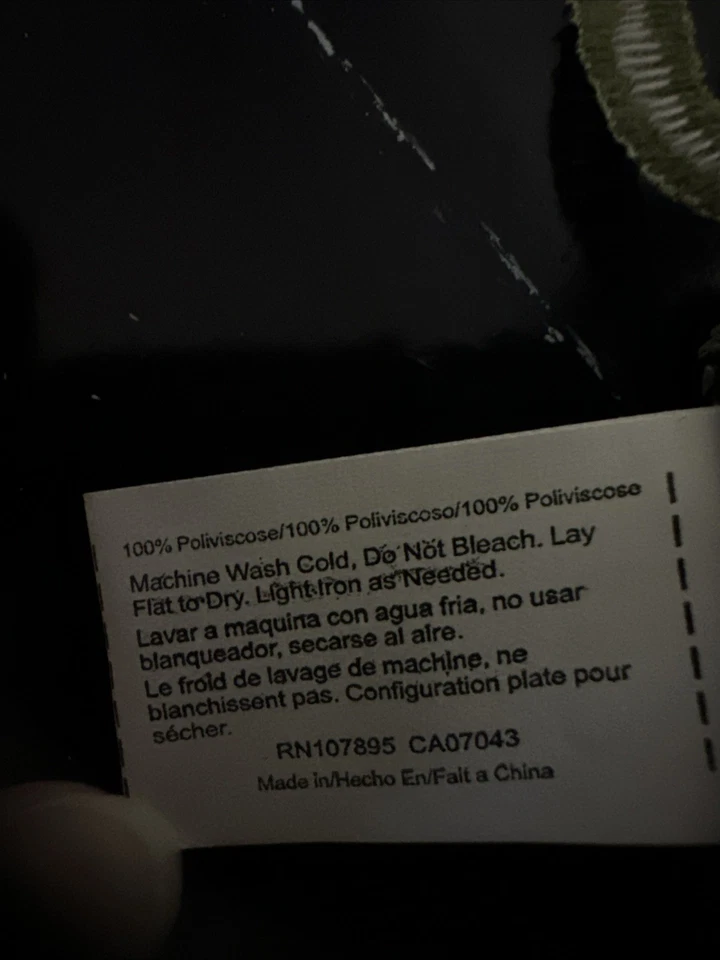 100% Poliviscose/100% Poliviscoso/100% Poliviscose
Machine Wash Cold, Do Not Bleach. Lay
Flat to Dry. Light Iron as Needed.
Lavar a maquina con agua fria, no usar
blanqueador, secarse al aire.
Le froid de lavage de machine, ne
blanchissent pas. Configuration plate pour
sécher.
RN107895 CA07043
Made in/Hecho En/Fait a China